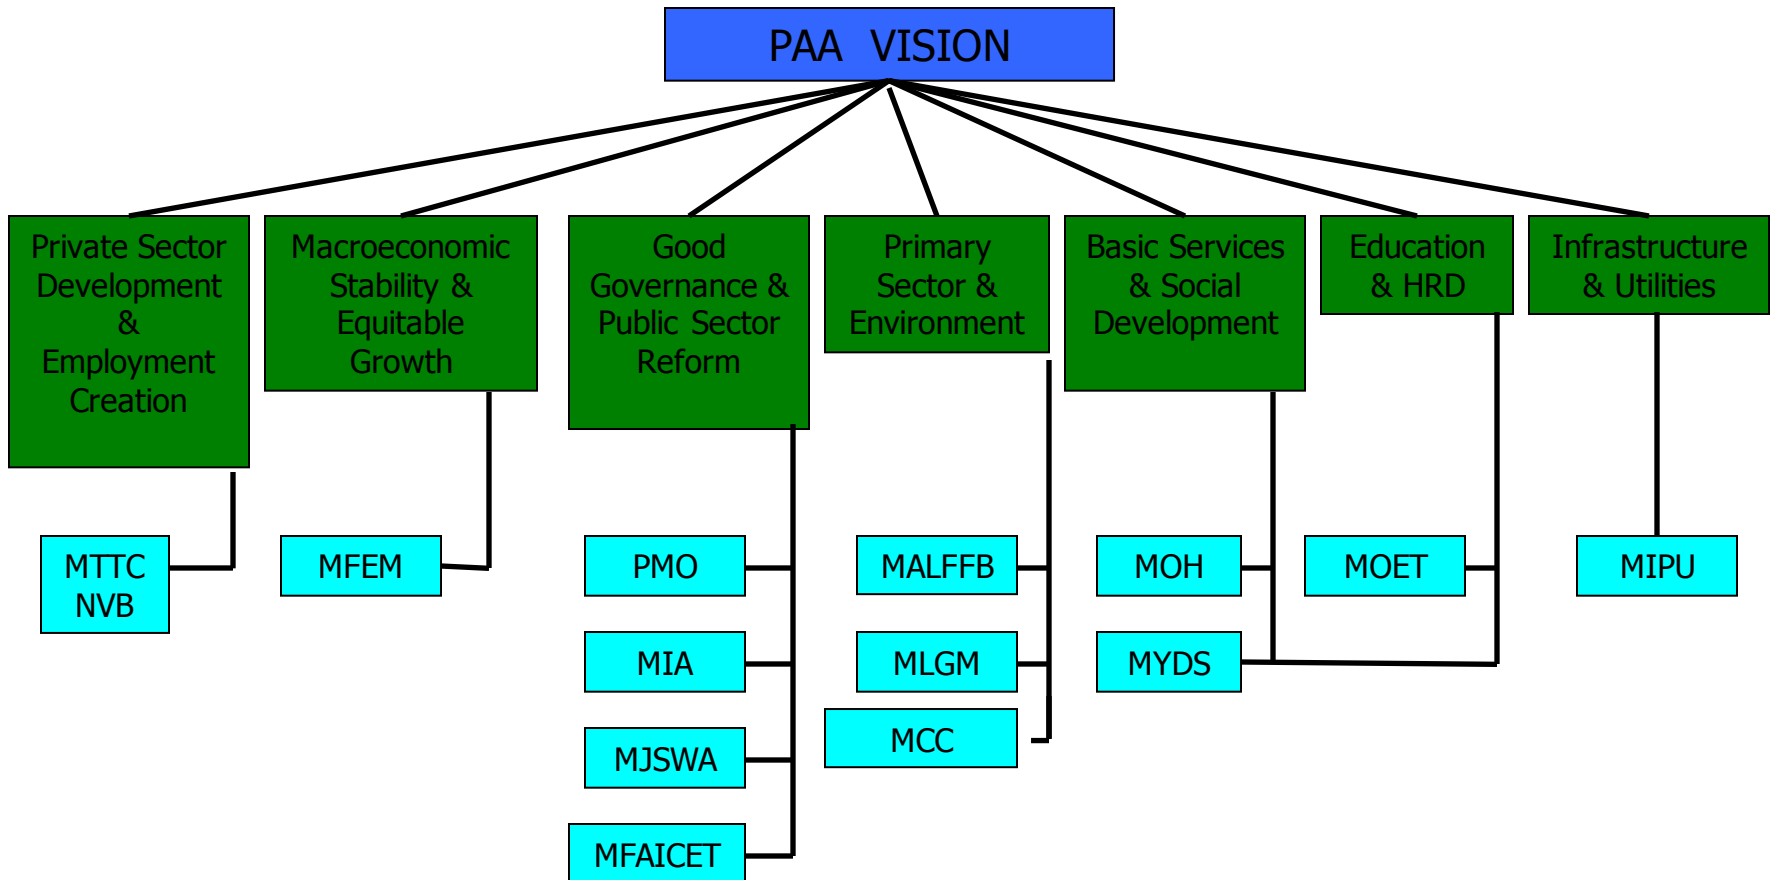 PAA VISION
Private Sector
Development
&
Employment
Creation
Macroeconomic
Stability &
Equitable
Growth
Good
Governance &
Public Sector
Reform
Primary
Sector &
Environment
Basic Services
& Social
Development
Education
& HRD
Infrastructure
& Utilities
MTTC
NVB
MFEM
PMO
MALFFB
MOH
MOET
MIPU
MIA
MLGM
MYDS
MJSWA
MCC
MFAICET